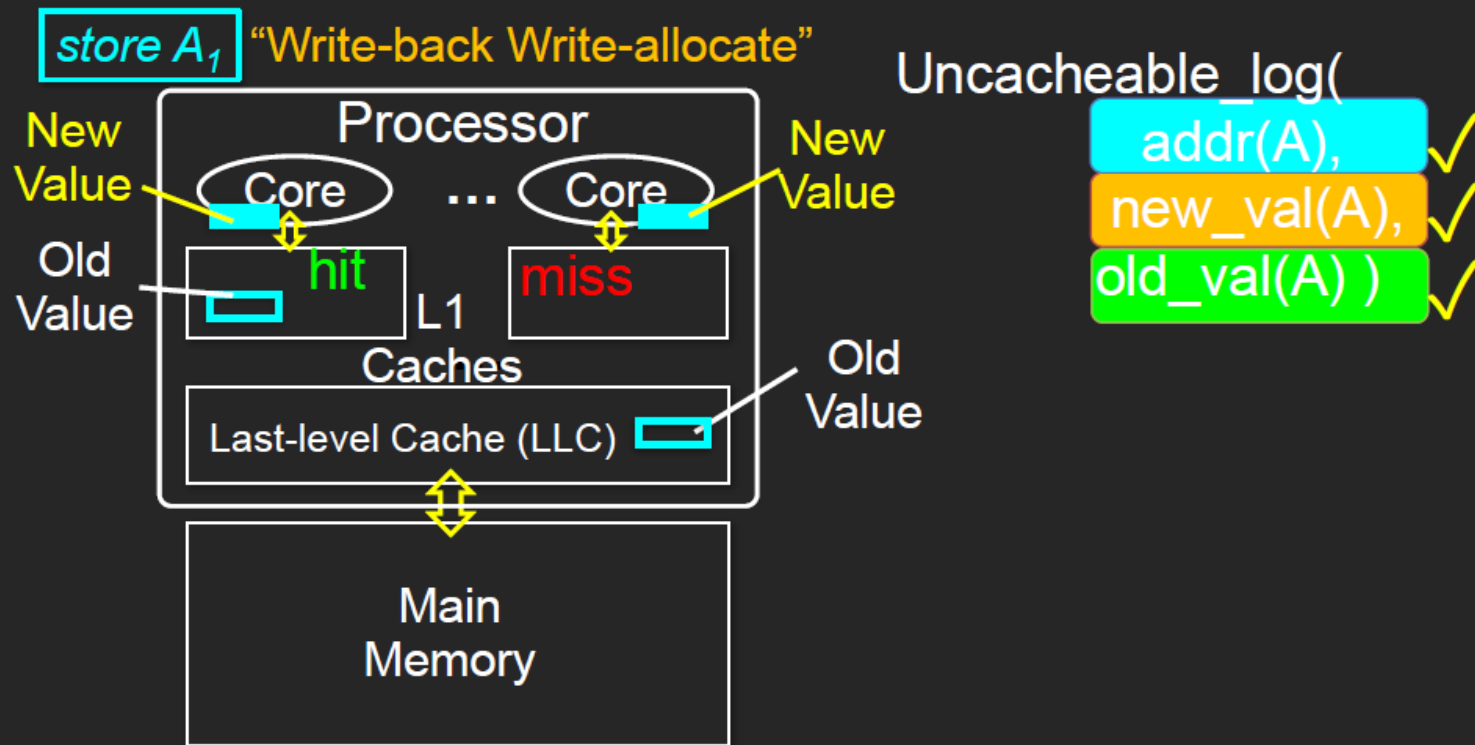 store A1 “Write-back Write-allocate”
Uncacheable_log(
addr(A),
new_val(A),
old_val(A) )
Processor
New
Value
Core ... Core
New
Value
Old
Value
hit
miss
L1
Caches
Old
Value
Last-level Cache (LLC)
Main
Memory